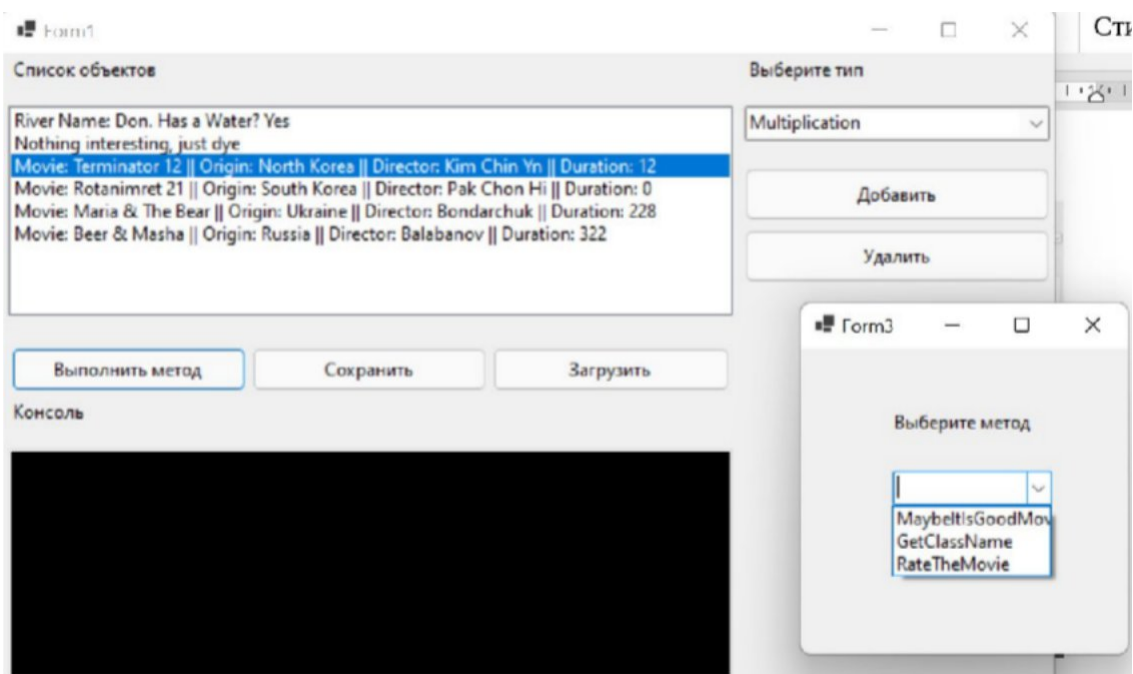 Form1
Сти
Список объектов
Выберите тип
River Name: Don. Has a Water? Yes
Nothing interesting, just dye
Movie: Terminator 12 || Origin: North Korea || Director: Kim Chin Yn || Duration: 12
Movie: Rotanimret 21 || Origin: South Korea || Director: Pak Chon Hi || Duration: 0
Movie: Maria & The Bear || Origin: Ukraine || Director: Bondarchuk || Duration: 228
Movie: Beer & Masha || Origin: Russia || Director: Balabanov || Duration: 322
Multiplication
Добавить
Удалить
Выполнить метод
Сохранить
Загрузить
Консоль
Form3
Выберите метод
MaybeItIsGoodMov
GetClassName
RateTheMovie